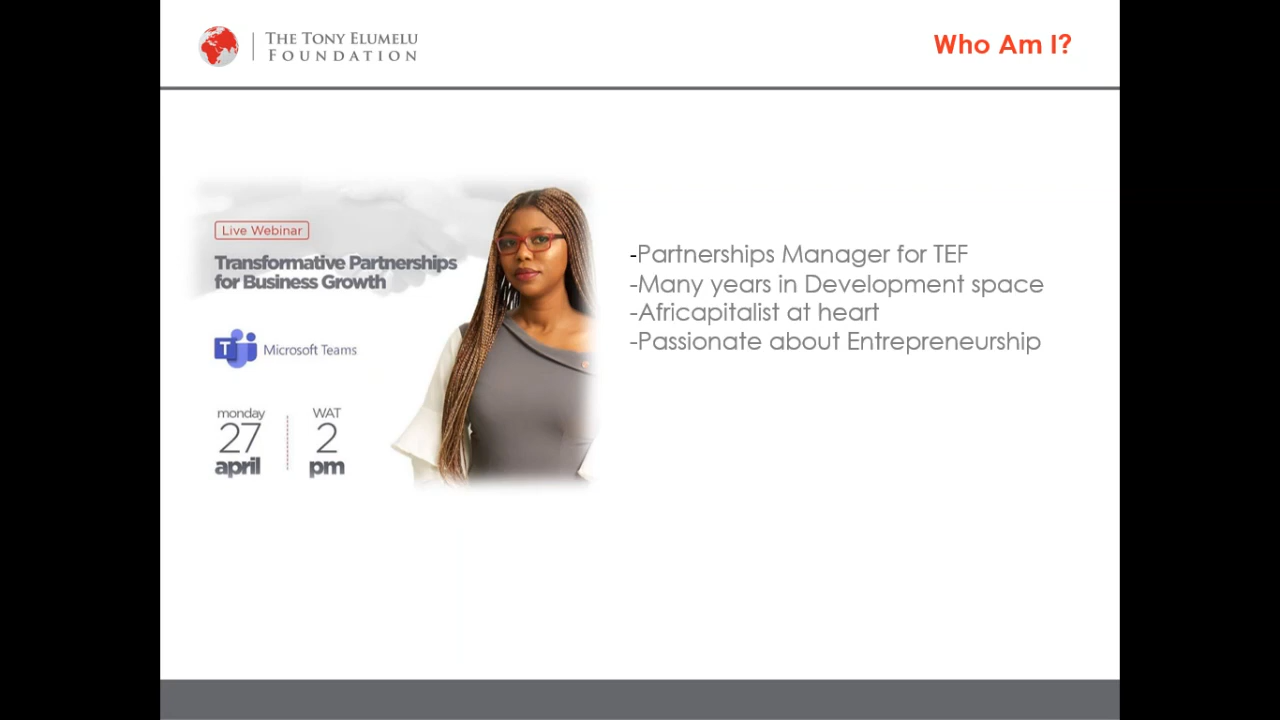 THE TONY ELUMELU
FOUNDATION
Who Am I?
Live Webinar
Transformative Partnerships
for Business Growth
Microsoft Teams
monday
27
april
WAT
2
pm
-Partnerships Manager for TEF
-Many years in Development space
-Africapitalist at heart
-Passionate about Entrepreneurship